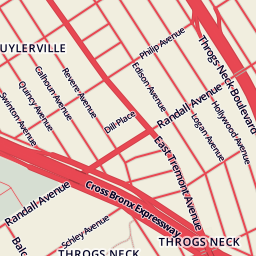 UYLERVILLE
Philip Avenue
Throgs Neck Boulevard
Edison Avenue
Revere Avenue
Calhoun Avenue
Quincy Avenue
Swinton Avenue
Randall Avenue
Hollywood Avenue
Logan Avenue
Dill Place
East Tremont Avenue
Cross Bronx Expressway
Randall Avenue
Schley Avenue
THROGS NECK
THROGS NECK